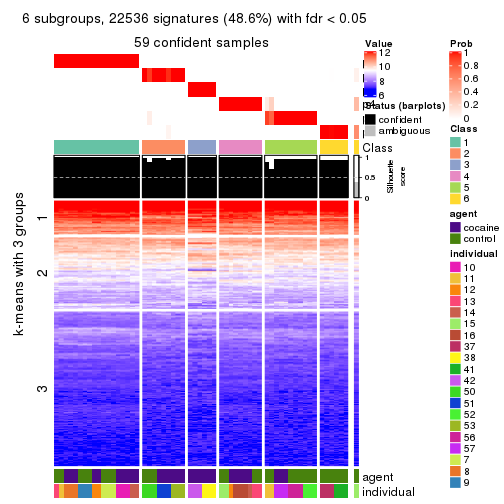 6 subgroups, 22536 signatures (48.6%) with fdr < 0.05
59 confident samples
k-means with 3 groups
1
2
3
Class
1
0.5
0
Silhouette
score
agent
individual
Value
12
10
8
6
Status (barplots)
confident
ambiguous
Prob
1
0.8
0.6
0.4
0.2
0
Class
1
2
3
4
5
6
agent
cocaine
control
Individual
10
11
12
13
14
15
16
37
38
41
42
50
51
52
53
56
57
7
8
9